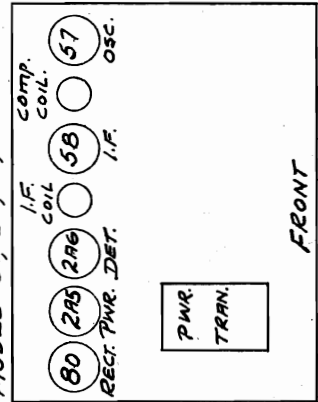 COMP.
COIL.
I.F.
COIL
80 2A5 2A6 58 57
RECT. PWR. DET. I.F. OSC.
PWR.
TRAN.
FRONT